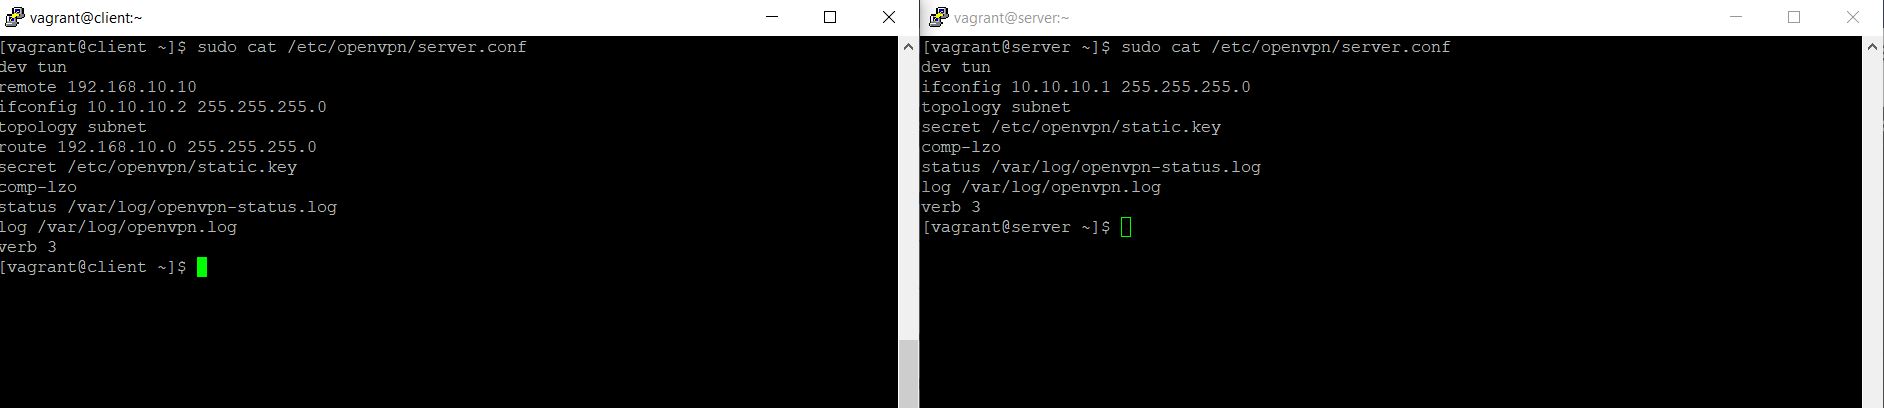 vagrant@client:~
[vagrant@client ~]$ sudo cat /etc/openvpn/server.conf
dev tun
remote 192.168.10.10
ifconfig 10.10.10.2 255.255.255.0
topology subnet
route 192.168.10.0 255.255.255.0
secret /etc/openvpn/static.key
comp-lzo
status /var/log/openvpn-status.log
log /var/log/openvpn.log
verb 3
[vagrant@client ~]$
vagrant@server:~
[vagrant@server ~]$ sudo cat /etc/openvpn/server.conf
dev tun
ifconfig 10.10.10.1 255.255.255.0
topology subnet
secret /etc/openvpn/static.key
comp-lzo
status /var/log/openvpn-status.log
log /var/log/openvpn.log
verb 3
[vagrant@server ~]$